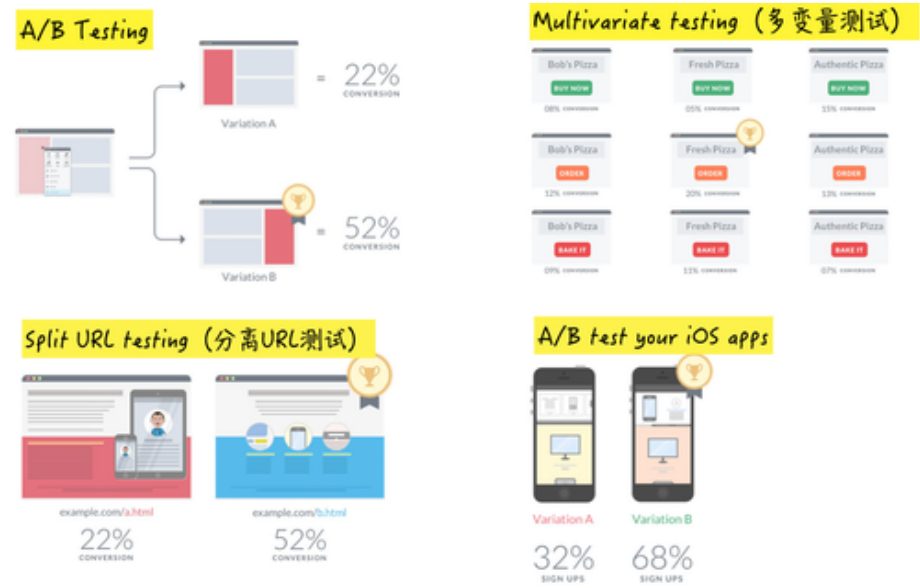 A/B Testing
22%
CONVERSION
Variation A
52%
CONVERSION
Variation B
Multivariate testing（多变量测试）
Bob's Pizza
Fresh Pizza
Authentic Pizza
BUY NOW
BUY NOW
BUY NOW
08% CONVERSION
05% CONVERSION
15% CONVERSION
Bob's Pizza
Fresh Pizza
Authentic Pizza
ORDER
ORDER
ORDER
12% CONVERSION
20% CONVERSION
13% CONVERSION
Bob's Pizza
Fresh Pizza
Authentic Pizza
BAKE IT
BAKE IT
BAKE IT
09% CONVERSION
11% CONVERSION
07% CONVERSION
Split URL testing（分离URL测试）
example.com/a.html
example.com/b.html
22%
52%
CONVERSION
CONVERSION
A/B test your iOS apps
Variation A
Variation B
32%
68%
SIGN UPS
SIGN UPS